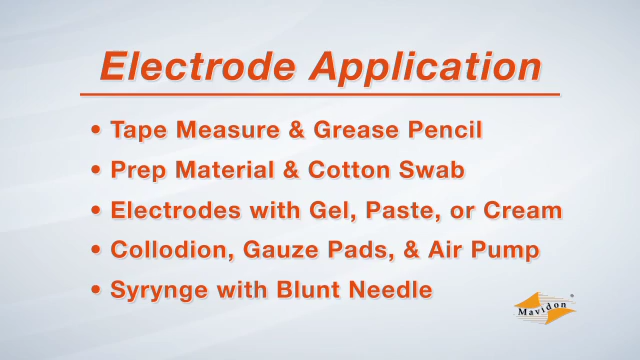 Electrode Application
• Tape Measure & Grease Pencil
• Prep Material & Cotton Swab
• Electrodes with Gel, Paste, or Cream
• Collodion, Gauze Pads, & Air Pump
• Syrynge with Blunt Needle
Mavidon